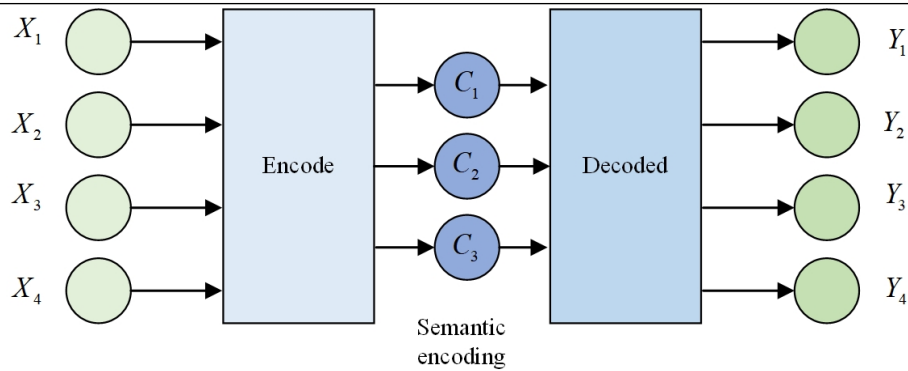 X₁
X₂
X₃
X₄
Encode
C₁
C₂
C₃
Semantic
encoding
Decoded
Y₁
Y₂
Y₃
Y₄